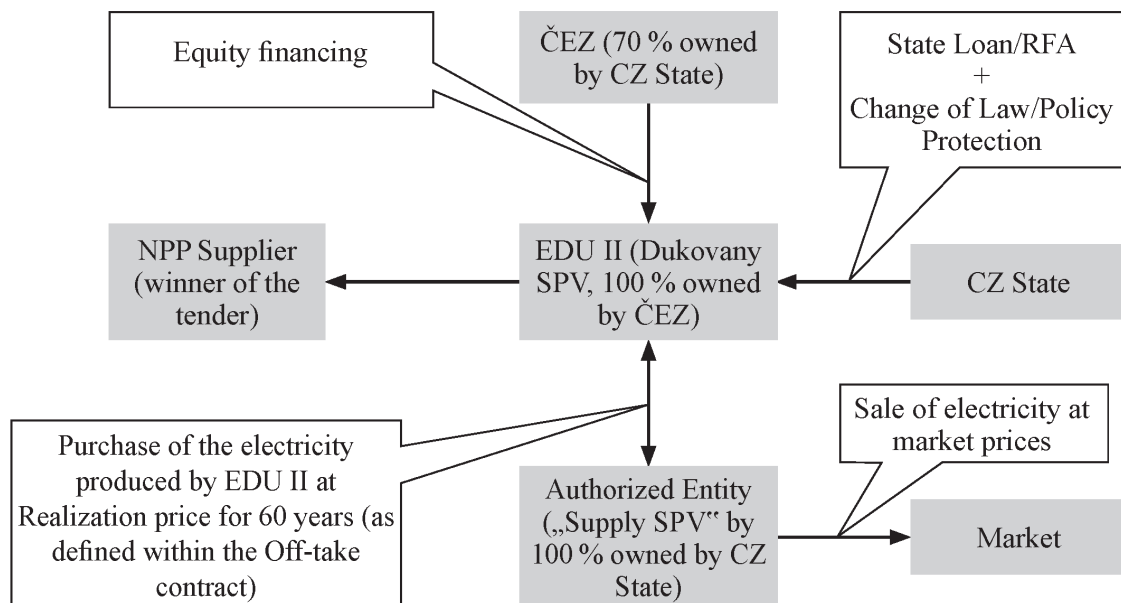 Equity financing
ČEZ (70 % owned
by CZ State)
State Loan/RFA
+
Change of Law/Policy
Protection
NPP Supplier
(winner of the
tender)
EDU II (Dukovany
SPV, 100 % owned
by ČEZ)
CZ State
Purchase of the electricity
produced by EDU II at
Realization price for 60 years (as
defined within the Off-take
contract)
Authorized Entity
(„Supply SPV‟ by
100 % owned by CZ
State)
Sale of electricity at
market prices
Market